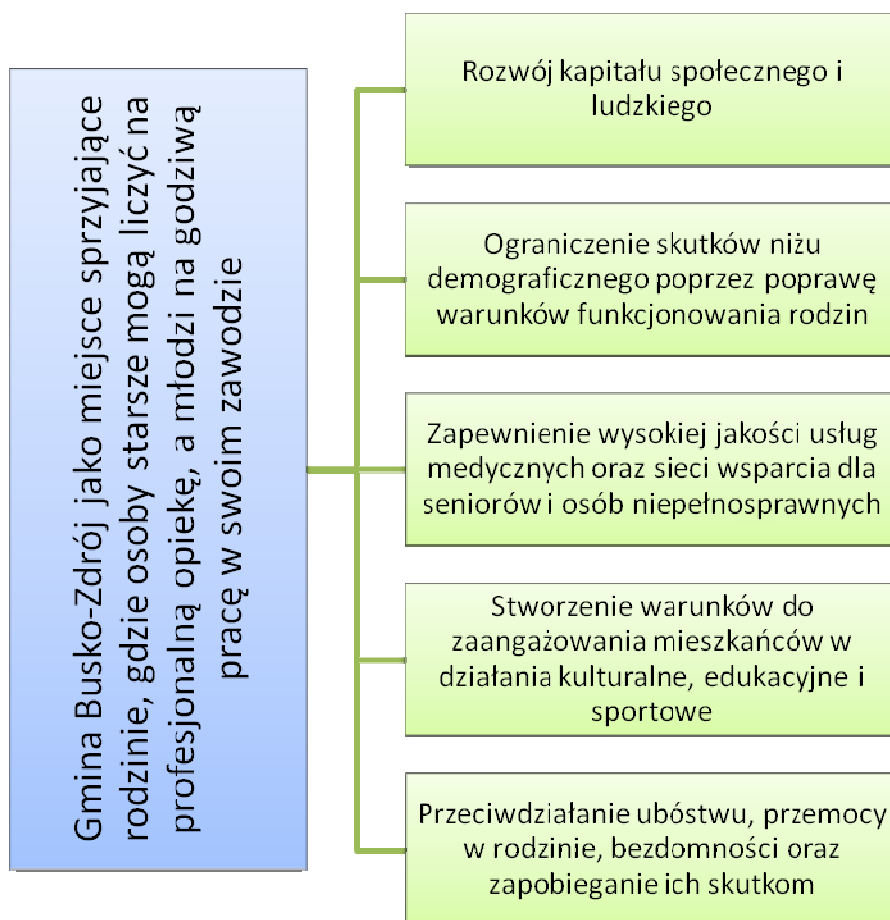 Gmina Busko-Zdrój jako miejsce sprzyjające
rodzinie, gdzie osoby starsze mogą liczyć na
profesjonalną opiekę, a młodzi na godziwą
pracę w swoim zawodzie
Rozwój kapitału społecznego i
ludzkiego
Ograniczenie skutków niżu
demograficznego poprzez poprawę
warunków funkcjonowania rodzin
Zapewnienie wysokiej jakości usług
medycznych oraz sieci wsparcia dla
seniorów i osób niepełnosprawnych
Stworzenie warunków do
zaangażowania mieszkańców w
działania kulturalne, edukacyjne i
sportowe
Przeciwdziałanie ubóstwu, przemocy
w rodzinie, bezdomności oraz
zapobieganie ich skutkom